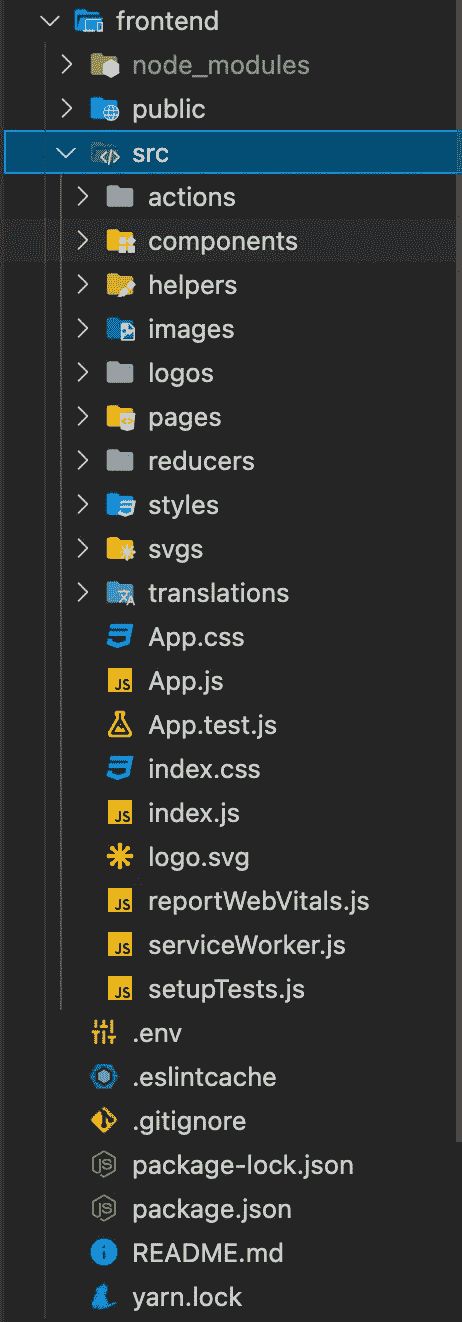 frontend
node_modules
public
src
actions
components
helpers
images
logos
pages
reducers
styles
svgs
translations
App.css
App.js
App.test.js
index.css
index.js
logo.svg
reportWebVitals.js
serviceWorker.js
setupTests.js
.env
.eslintcache
.gitignore
package-lock.json
package.json
README.md
yarn.lock